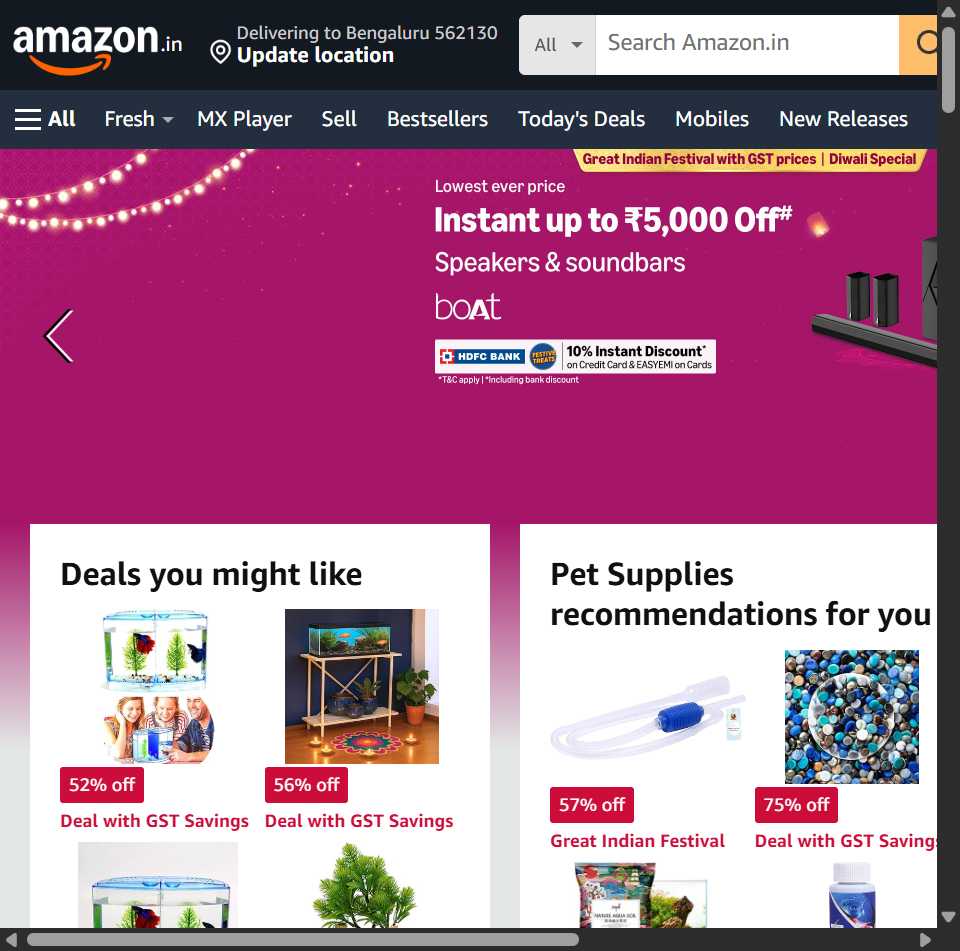 amazon.in
Delivering to Bengaluru 562130
Update location
All
Search Amazon.in
All
Fresh
MX Player
Sell
Bestsellers
Today's Deals
Mobiles
New Releases
Great Indian Festival with GST prices | Diwali Special
Lowest ever price
Instant up to ₹5,000 Off#
Speakers & soundbars
boAt
HDFC BANK
FESTIVE TREATS
10% Instant Discount*
on Credit Card & EASYEMI on Cards
*T&C apply | *Including bank discount
Deals you might like
52% off
Deal with GST Savings
56% off
Deal with GST Savings
Pet Supplies
recommendations for you
57% off
Great Indian Festival
75% off
Deal with GST Savings
NATURE AQUA SOIL